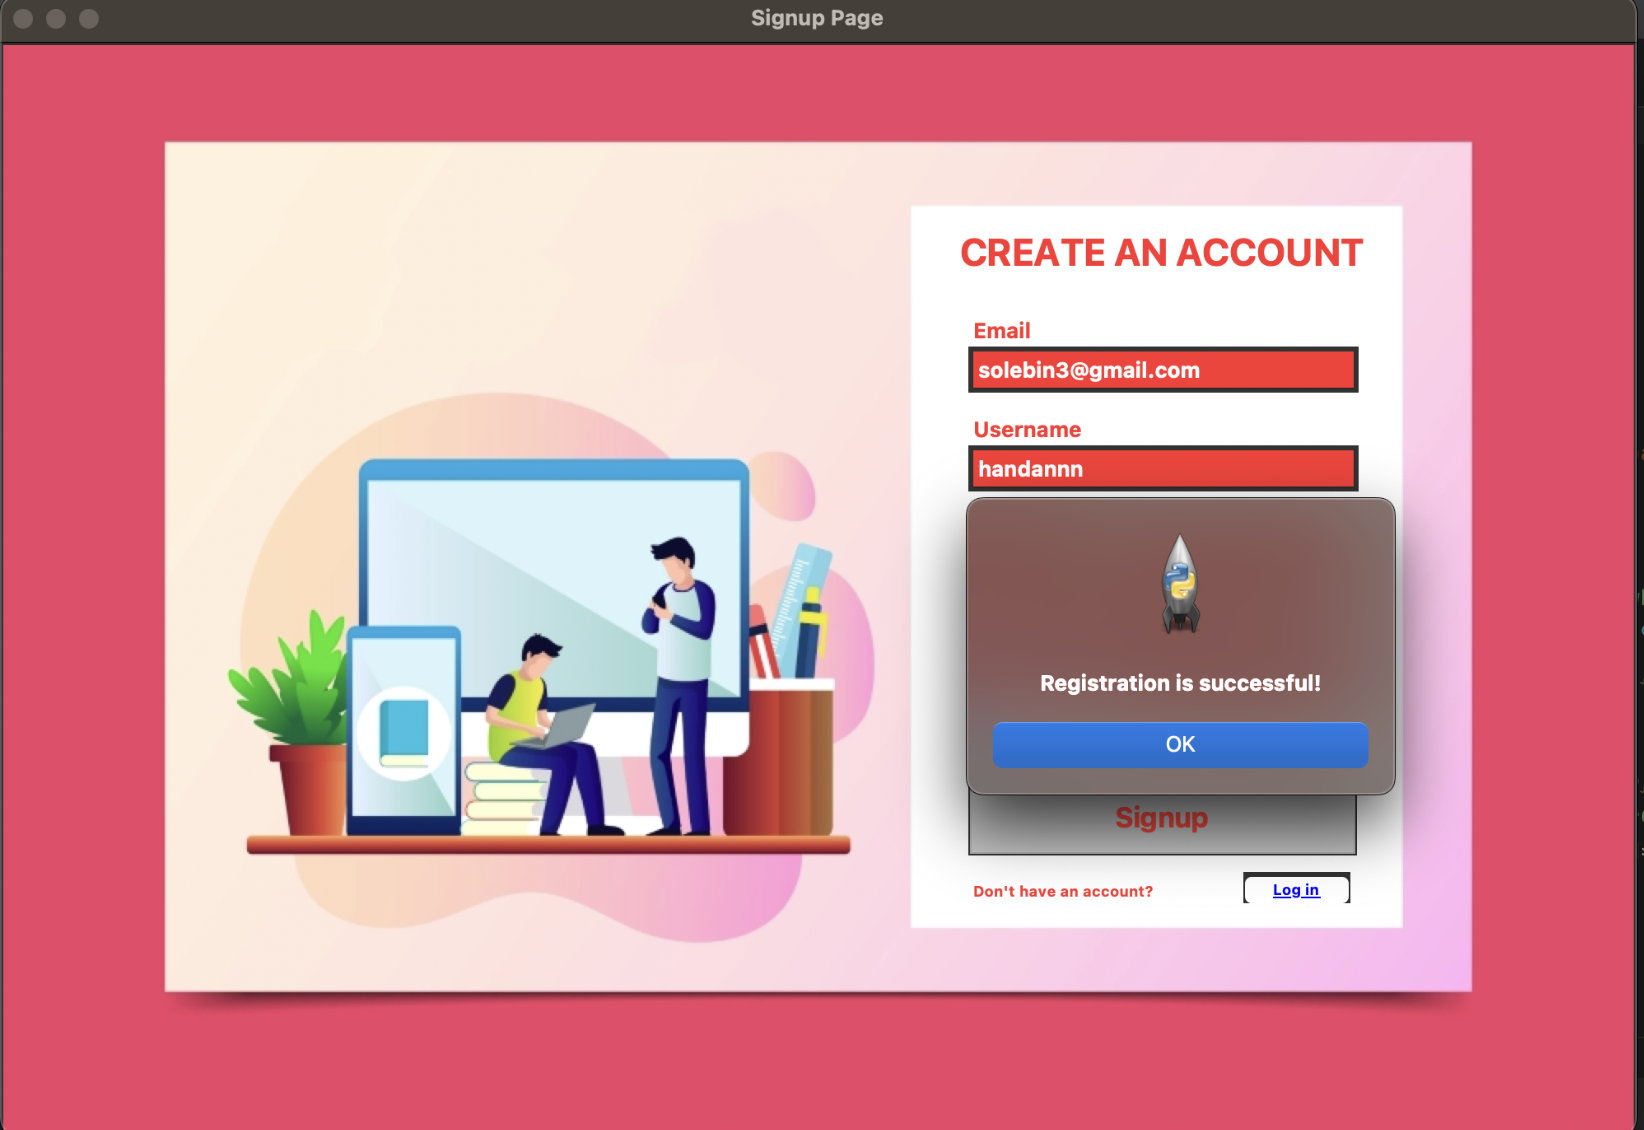 Signup Page
CREATE AN ACCOUNT
Email
solebin3@gmail.com
Username
handannn
Registration is successful!
OK
Signup
Don't have an account?
Log in